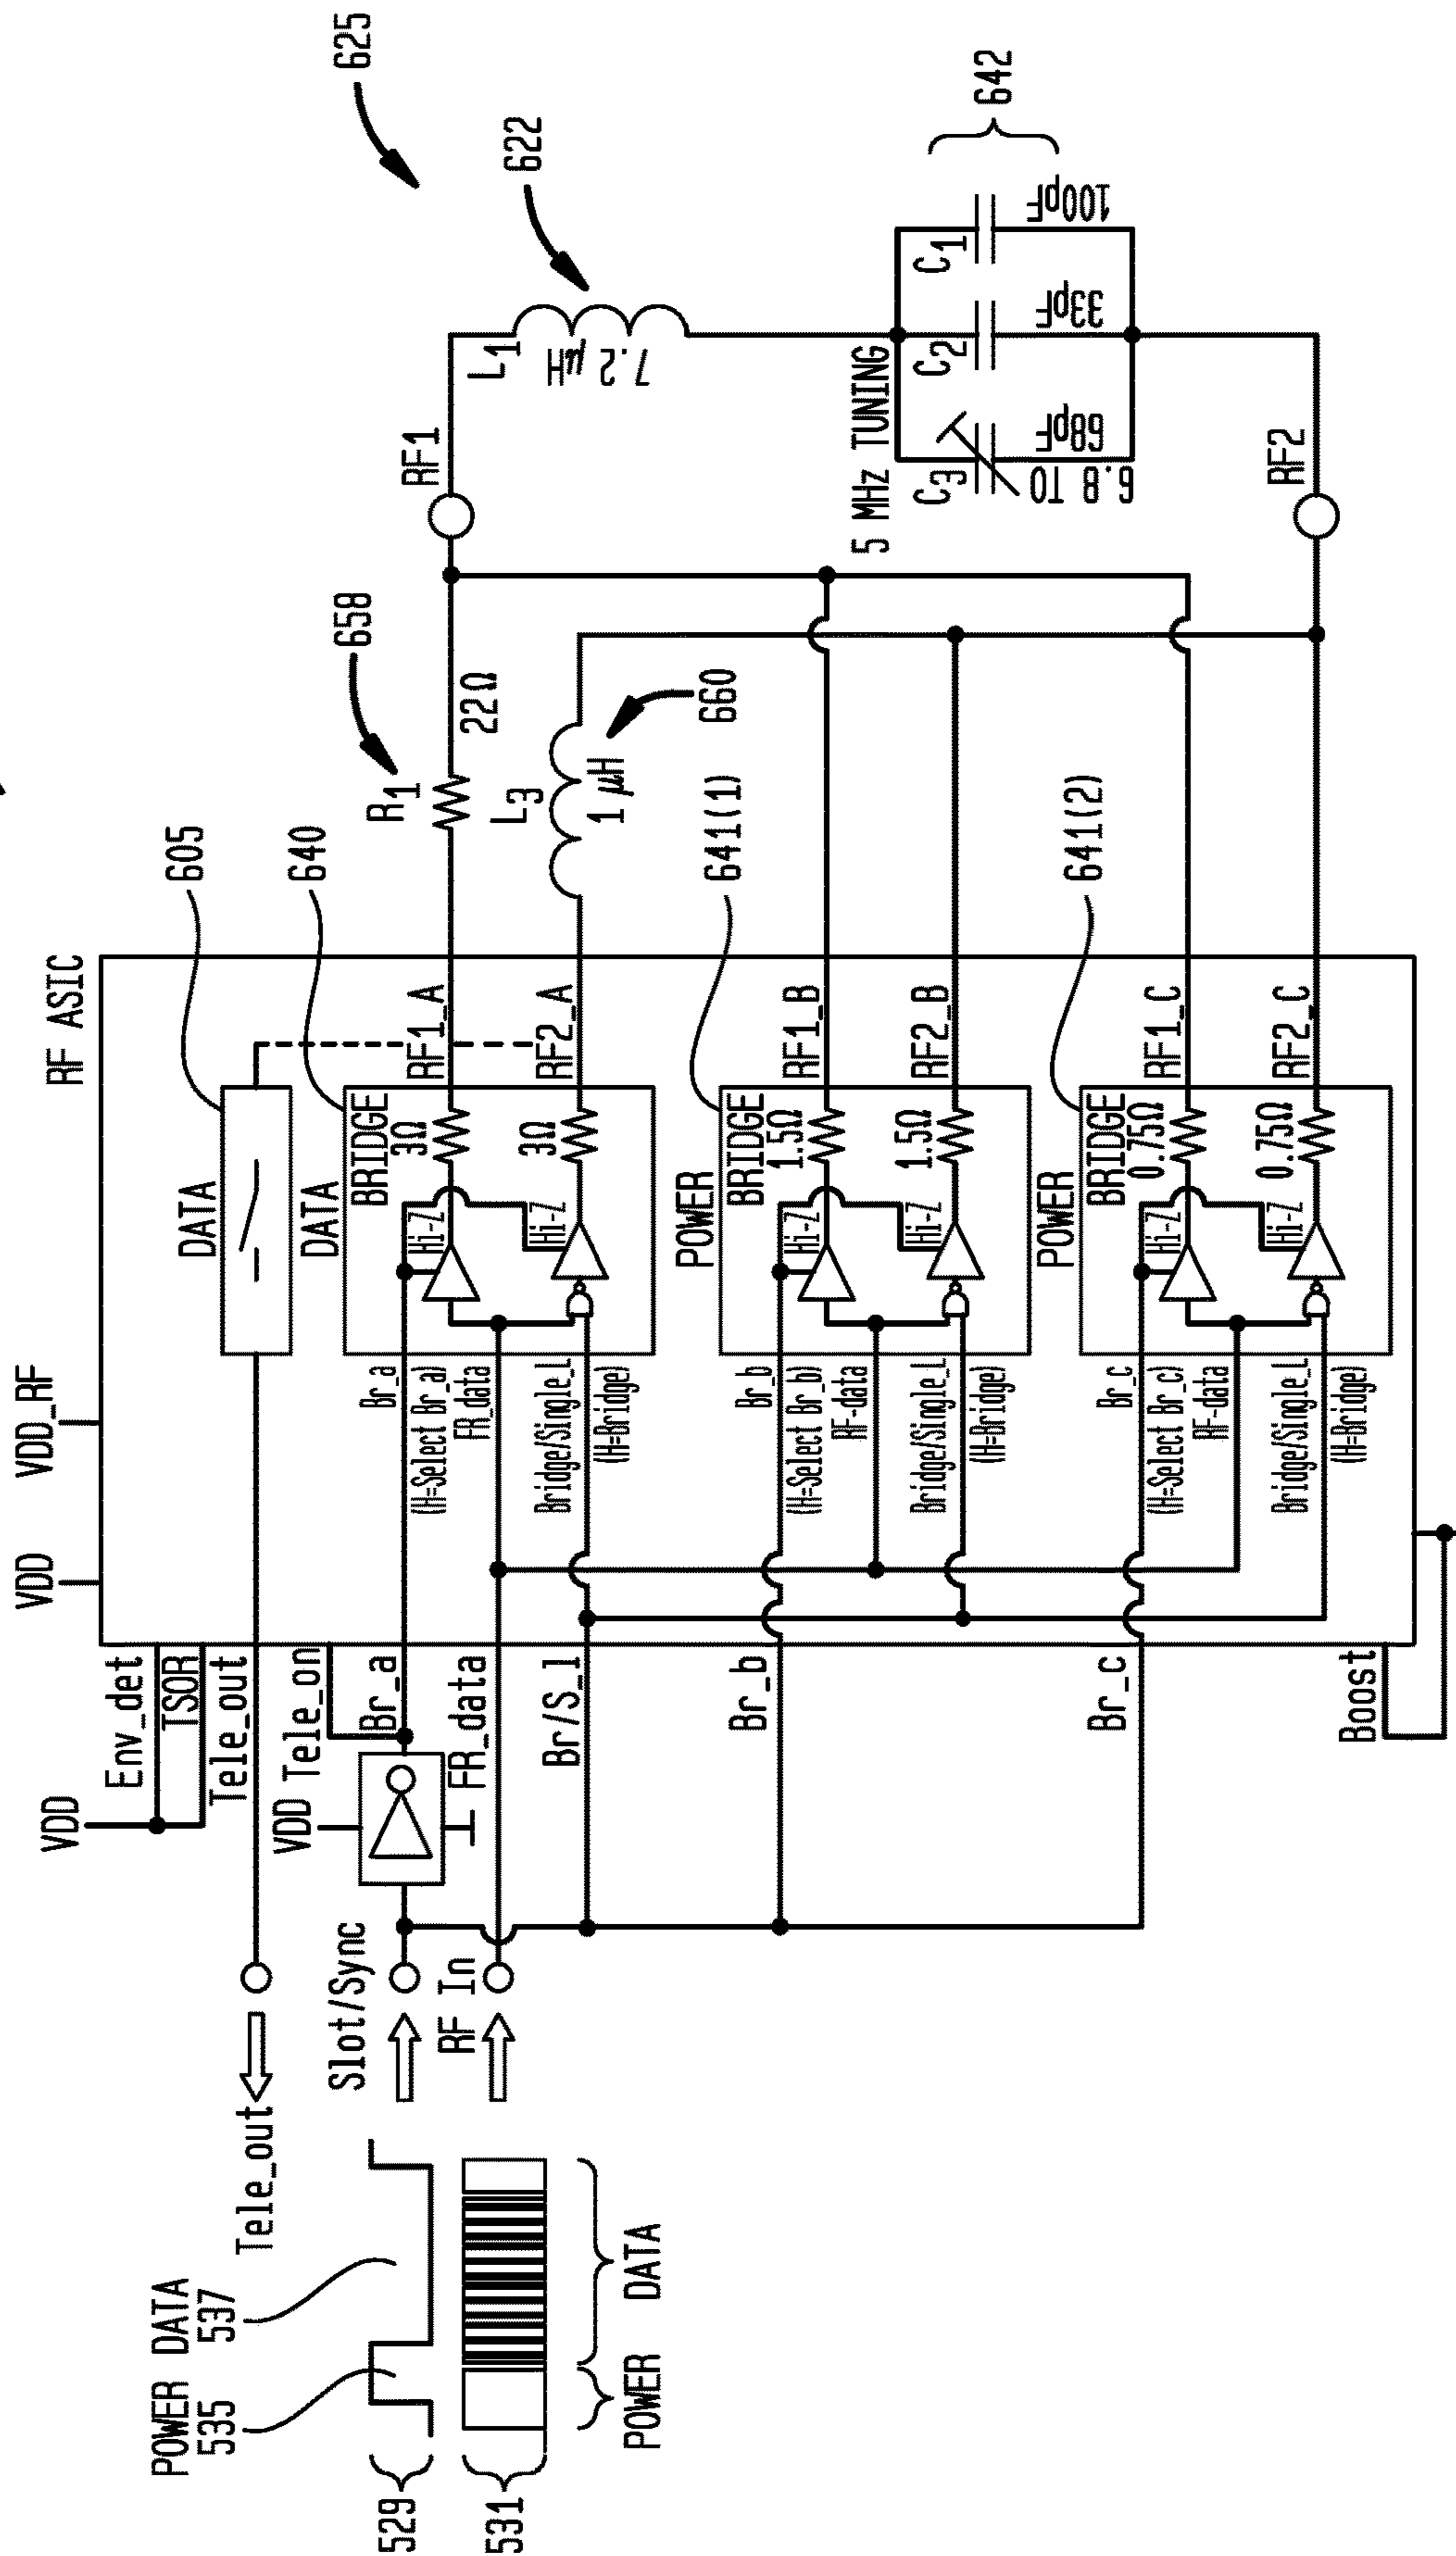 RF ASIC
VDD
VDD_RF
VDD
Env_det
TSOR
Tele_out
VDD
Tele_on
Br_a
FR_data
Br/S_l
Br_b
Br_c
Boost
Tele_out
Slot/Sync
RF In
POWER
535
DATA
537
529
531
POWER
DATA
DATA
605
DATA
BRIDGE
640
3Ω
3Ω
Hi-Z
Hi-Z
Br_a
(H=Select Br_a)
FR_data
Bridge/Single_L
(H=Bridge)
RF1_A
RF2_A
POWER
BRIDGE
641(1)
1.5Ω
1.5Ω
Hi-Z
Hi-Z
Br_b
(H=Select Br_b)
RF-data
Bridge/Single_L
(H=Bridge)
RF1_B
RF2_B
POWER
BRIDGE
641(2)
0.75Ω
0.75Ω
Hi-Z
Hi-Z
Br_c
(H=Select Br_c)
RF-data
Bridge/Single_L
(H=Bridge)
RF1_C
RF2_C
R1
22Ω
658
L3
1 μH
660
RF1
RF2
625
L1
7.2 μH
622
5 MHz TUNING
C3
6.8 TO
68pF
C2
33pF
C1
100pF
642